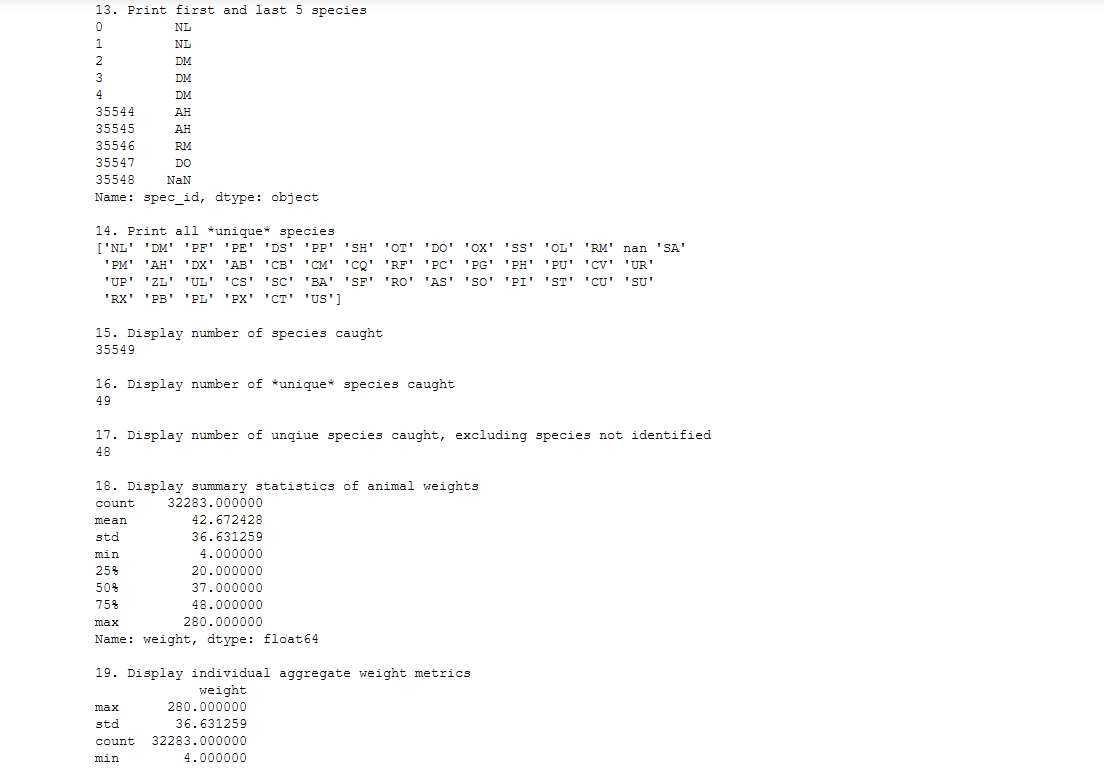 13. Print first and last 5 species
0         NL
1         NL
2         DM
3         DM
4         DM
35544     AH
35545     AH
35546     RM
35547     DO
35548    NaN
Name: spec_id, dtype: object
14. Print all *unique* species
['NL' 'DM' 'PF' 'PE' 'DS' 'PP' 'SH' 'OT' 'DO' 'OX' 'SS' 'OL' 'RM' nan 'SA'
 'PM' 'AH' 'DX' 'AB' 'CB' 'CM' 'CQ' 'RF' 'PC' 'PG' 'PH' 'PU' 'CV' 'UR'
 'UP' 'ZL' 'UL' 'CS' 'SC' 'BA' 'SF' 'RO' 'AS' 'SO' 'PI' 'ST' 'CU' 'SU'
 'RX' 'PB' 'PL' 'PX' 'CT' 'US']
15. Display number of species caught
35549
16. Display number of *unique* species caught
49
17. Display number of unqiue species caught, excluding species not identified
48
18. Display summary statistics of animal weights
count    32283.000000
mean        42.672428
std         36.631259
min          4.000000
25%         20.000000
50%         37.000000
75%         48.000000
max        280.000000
Name: weight, dtype: float64
19. Display individual aggregate weight metrics
             weight
max      280.000000
std       36.631259
count  32283.000000
min        4.000000